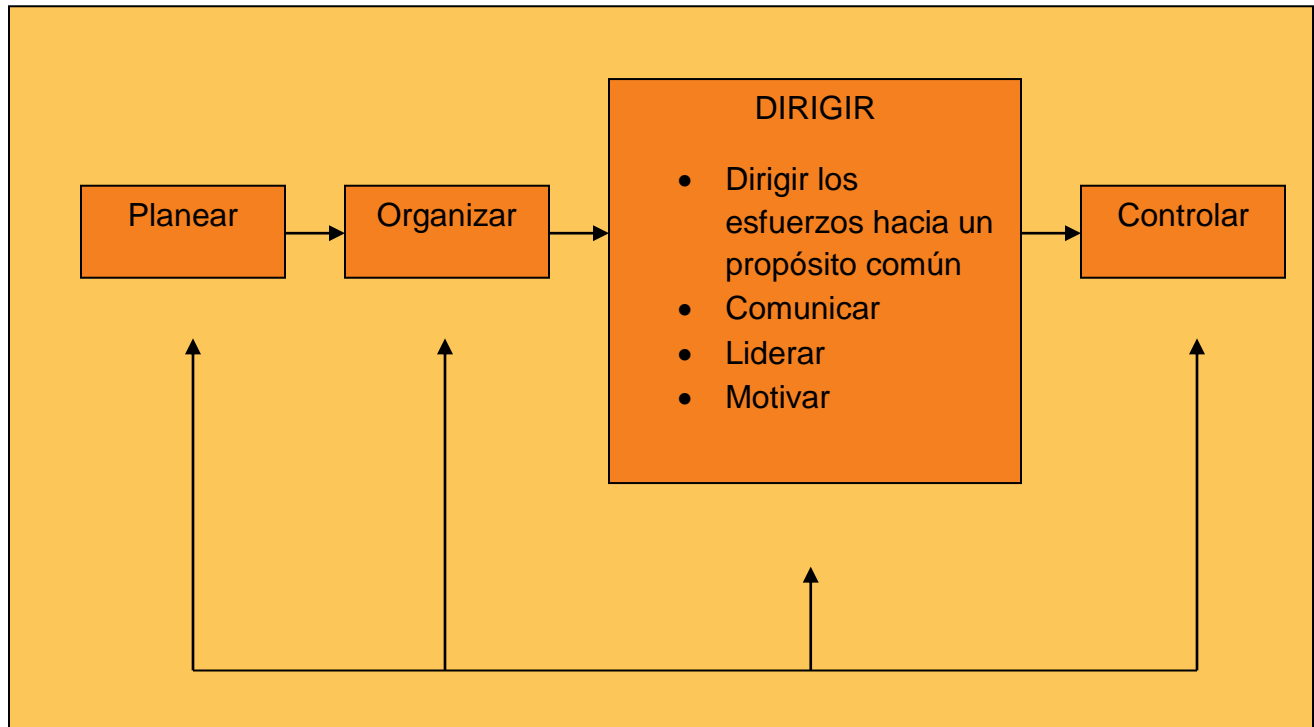 Planear
Organizar
DIRIGIR
• Dirigir los
esfuerzos hacia un
propósito común
• Comunicar
• Liderar
• Motivar
Controlar